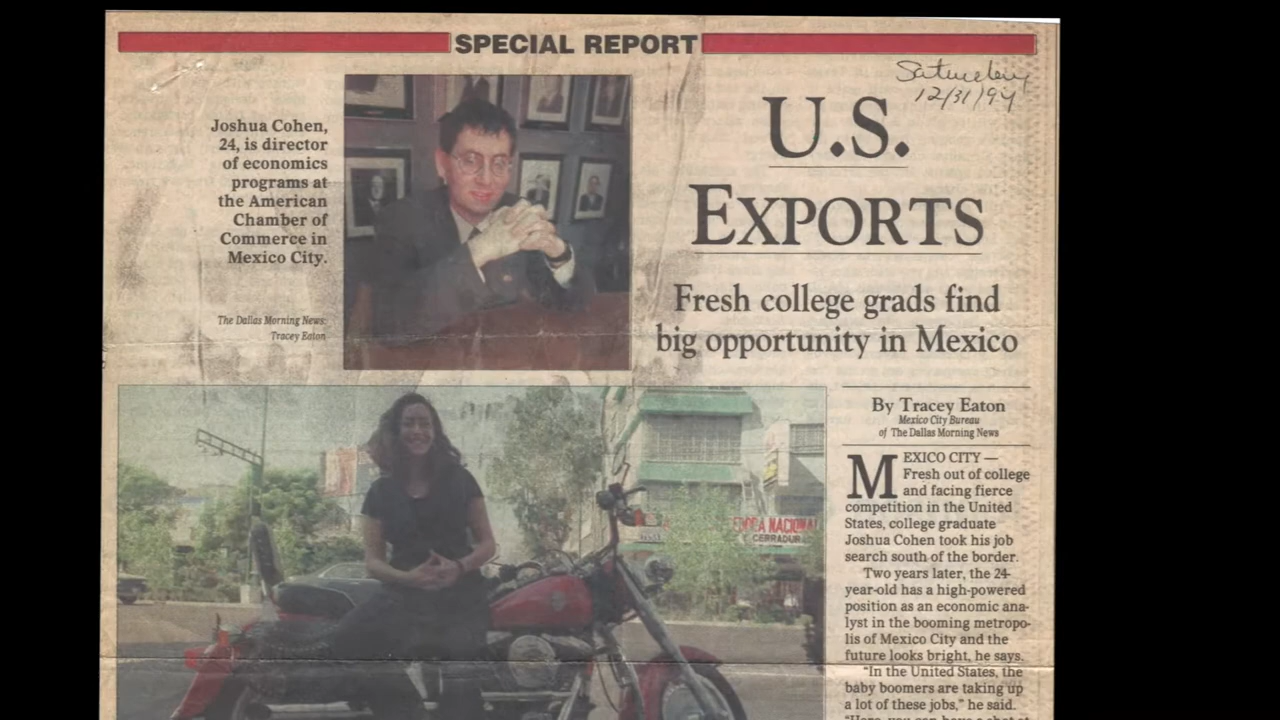 SPECIAL REPORT
Saturday
12/31/94
Joshua Cohen,
24, is director
of economics
programs at
the American
Chamber of
Commerce in
Mexico City.
The Dallas Morning News:
Tracey Eaton
U.S.
EXPORTS
Fresh college grads find
big opportunity in Mexico
By Tracey Eaton
Mexico City Bureau
of The Dallas Morning News
MEXICO CITY —
Fresh out of college
and facing fierce
competition in the United
States, college graduate
Joshua Cohen took his job
search south of the border.
Two years later, the 24-
year-old has a high-powered
position as an economic ana-
lyst in the booming metropo-
lis of Mexico City and the
future looks bright, he says.
"In the United States, the
baby boomers are taking up
a lot of these jobs," he said.
NACIONAL
CERRADUR